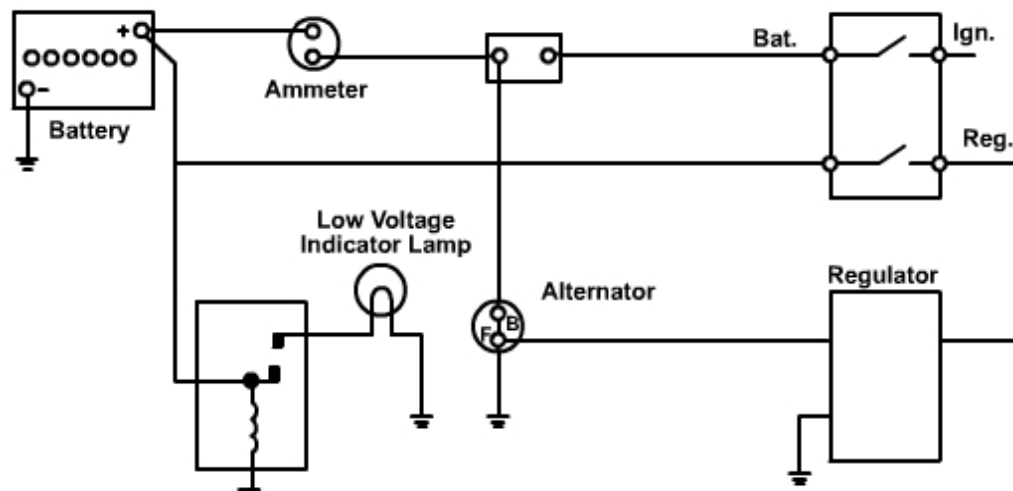 +
-
Battery
Ammeter
Bat.
Ign.
Reg.
Low Voltage
Indicator Lamp
Alternator
B
F
Regulator